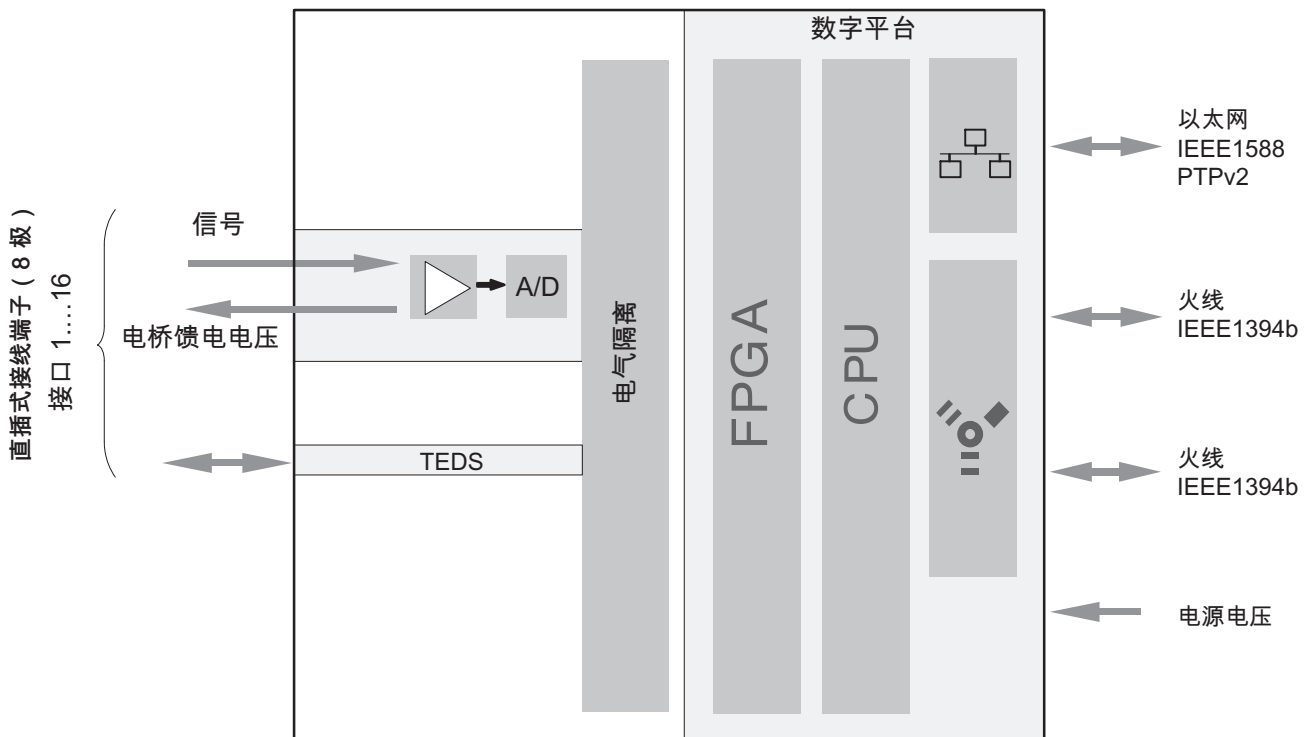 数字平台
以太网
IEEE1588
PTPv2
直插式接线端子 ( 8 极 )
接口 1....16
信号
电桥馈电电压
A/D
TEDS
电气隔离
FPGA
CPU
火线
IEEE1394b
火线
IEEE1394b
电源电压